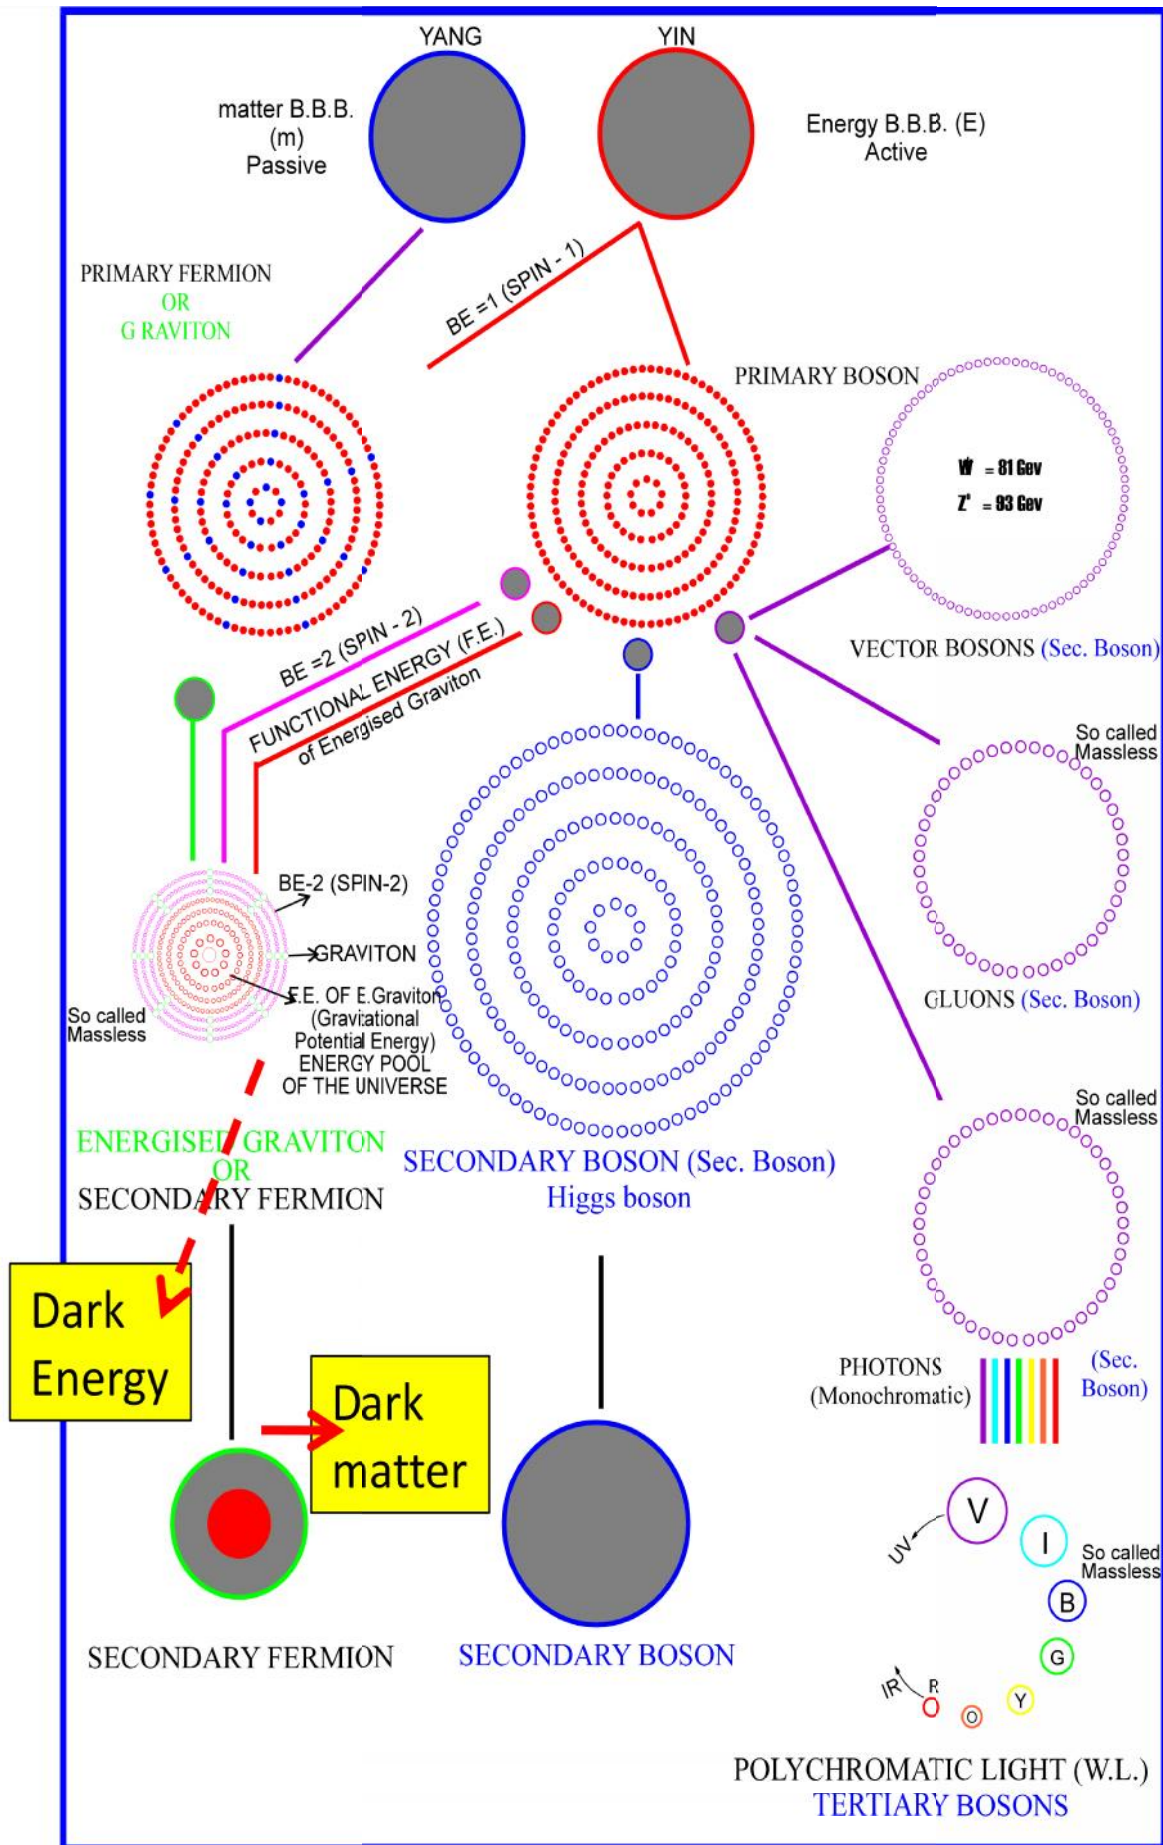 YANG
YIN
matter B.B.B.
(m)
Passive
Energy B.B.B. (E)
Active
PRIMARY FERMION
OR
G RAVITON
BE =1 (SPIN - 1)
PRIMARY BOSON
= 81 Gev
Z° = 93 Gev
VECTOR BOSONS (Sec. Boson)
BE =2 (SPIN - 2)
FUNCTIONAL ENERGY (F.E.)
of Energised Graviton
So called
Massless
GLUONS (Sec. Boson)
BE-2 (SPIN-2)
GRAVITON
F.E. OF E.Graviton
(Gravitational
Potential Energy)
ENERGY POOL
OF THE UNIVERSE
So called
Massless
ENERGISED GRAVITON
OR
SECONDARY FERMION
SECONDARY BOSON (Sec. Boson)
Higgs boson
So called
Massless
PHOTONS
(Monochromatic)
(Sec.
Boson)
Dark
Energy
Dark
matter
SECONDARY FERMION
SECONDARY BOSON
V
UV
I
So called
Massless
B
G
Y
O
R
IR
POLYCHROMATIC LIGHT (W.L.)
TERTIARY BOSONS